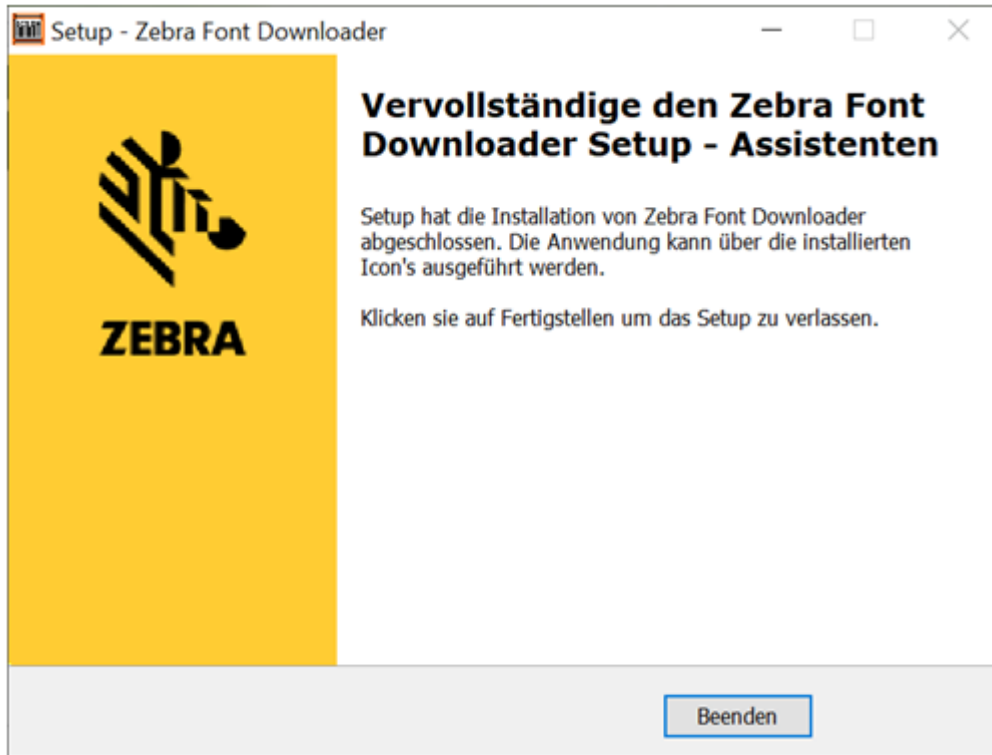 Setup - Zebra Font Downloader
Vervollständige den Zebra Font
Downloader Setup - Assistenten
Setup hat die Installation von Zebra Font Downloader
abgeschlossen. Die Anwendung kann über die installierten
Icon's ausgeführt werden.
Klicken sie auf Fertigstellen um das Setup zu verlassen.
ZEBRA
Beenden